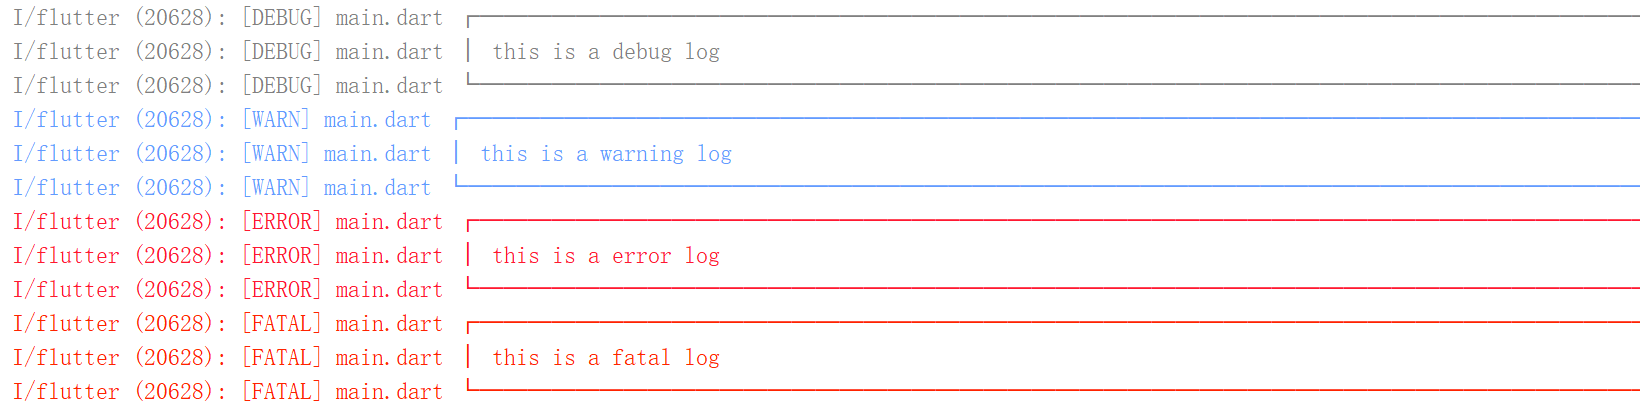 I/flutter (20628): [DEBUG] main.dart
I/flutter (20628): [DEBUG] main.dart │ this is a debug log
I/flutter (20628): [DEBUG] main.dart
I/flutter (20628): [WARN] main.dart
I/flutter (20628): [WARN] main.dart │ this is a warning log
I/flutter (20628): [WARN] main.dart
I/flutter (20628): [ERROR] main.dart
I/flutter (20628): [ERROR] main.dart │ this is a error log
I/flutter (20628): [ERROR] main.dart
I/flutter (20628): [FATAL] main.dart
I/flutter (20628): [FATAL] main.dart │ this is a fatal log
I/flutter (20628): [FATAL] main.dart